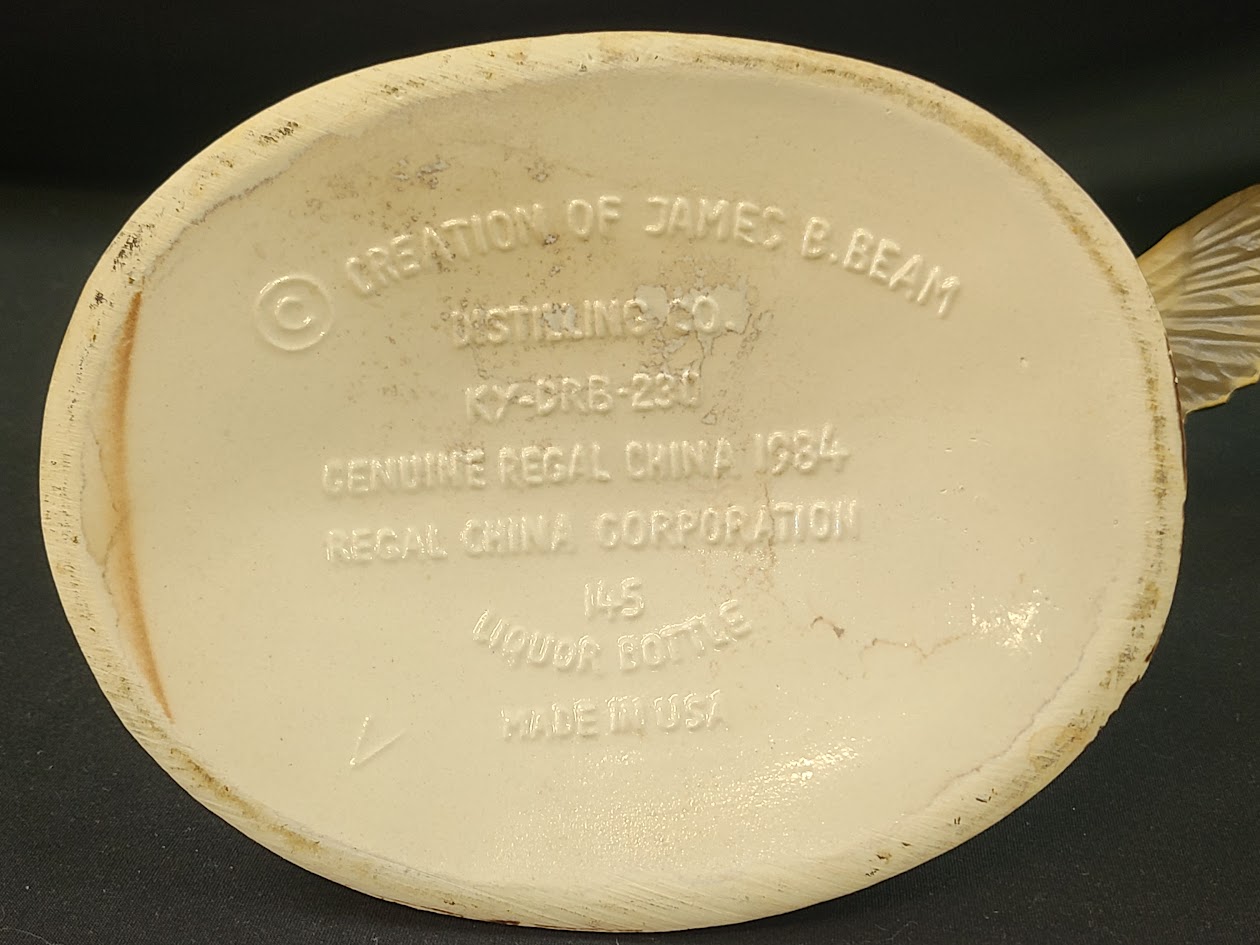 © CREATION OF JAMES B. BEAM
DISTILLING CO.
KY-DRB-230
GENUINE REGAL CHINA 1984
REGAL CHINA CORPORATION
145
LIQUOR BOTTLE
MADE IN USA